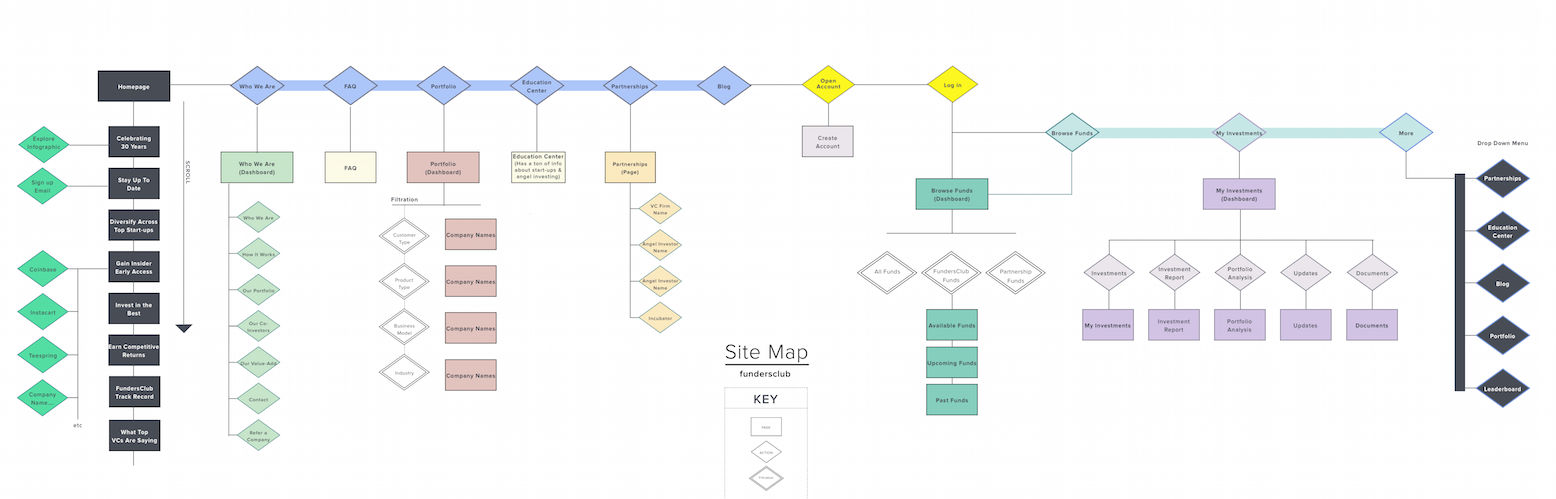 Homepage
Who We Are
FAQ
Portfolio
Education
Center
Partnerships
Blog
Open
Account
Log in
Browse Funds
My Investments
More
Drop Down Menu
Explore
Infographic
Sign up
Email
Coinbase
Instacart
Teespring
Company
Name...
etc
Celebrating
30 Years
Stay Up To
Date
Diversify Across
Top Start-ups
Gain Insider
Early Access
Invest in the
Best
Earn Competitive
Returns
FundersClub
Track Record
What Top
VCs Are Saying
SCROLL
Who We Are
(Dashboard)
Who We Are
How It Works
Our Portfolio
Our Co-
Investors
Our Value-Add
Contact
Refer a
Company
FAQ
Portfolio
(Dashboard)
Filtration
Customer
Type
Product
Type
Business
Model
Industry
Company Names
Company Names
Company Names
Company Names
Education Center
(Has a ton of info
about start-ups &
angel investing)
Partnerships
(Page)
VC Firm
Name
Angel Investor
Name
Angel Investor
Name
Incubator
Create
Account
Browse Funds
(Dashboard)
All Funds
FundersClub
Funds
Partnership
Funds
Available Funds
Upcoming Funds
Past Funds
My Investments
(Dashboard)
Investments
Investment
Report
Portfolio
Analysis
Updates
Documents
My Investments
Investment
Report
Portfolio
Analysis
Updates
Documents
Partnerships
Education
Center
Blog
Portfolio
Leaderboard
Site Map
fundersclub
KEY
PAGE
ACTION
Filtration